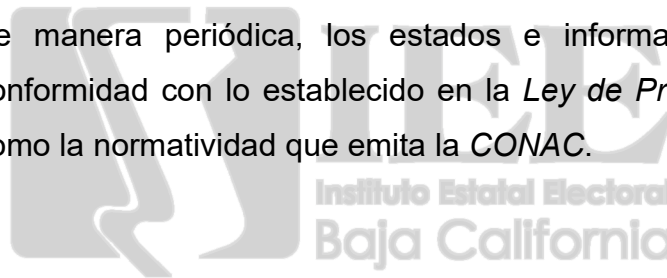 e manera periódica, los estados e informa
onformidad con lo establecido en la Ley de Pr
omo la normatividad que emita la CONAC.
IEE
Instituto Estatal Electoral
Baja California